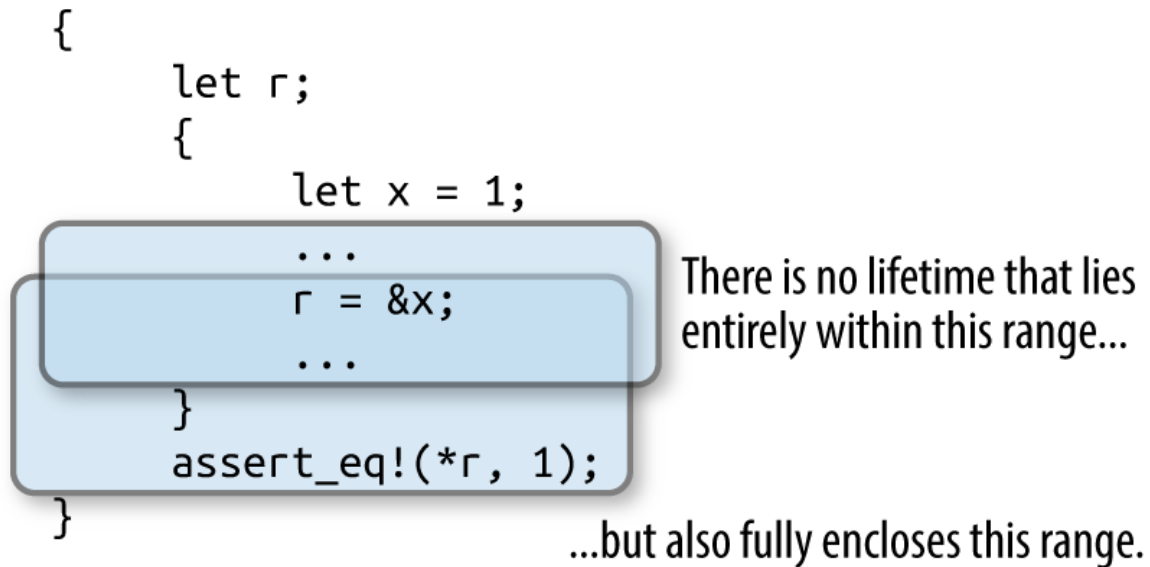 {
let r;
{
let x = 1;
...
r = &x;
...
}
assert_eq!(*r, 1);
}
There is no lifetime that lies
entirely within this range...
...but also fully encloses this range.